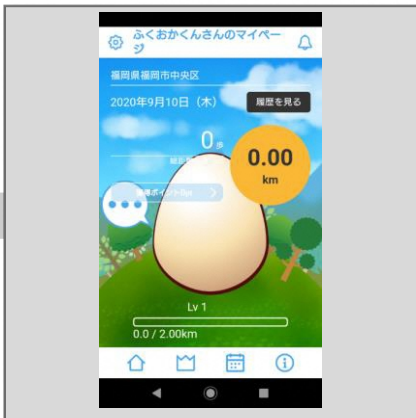 ふくおかくんさんのマイペー
ジ
福岡県福岡市中央区
2020年9月10日（木）
履歴を見る
0 歩
0.00
km
Lv 1
0.0 / 2.00km